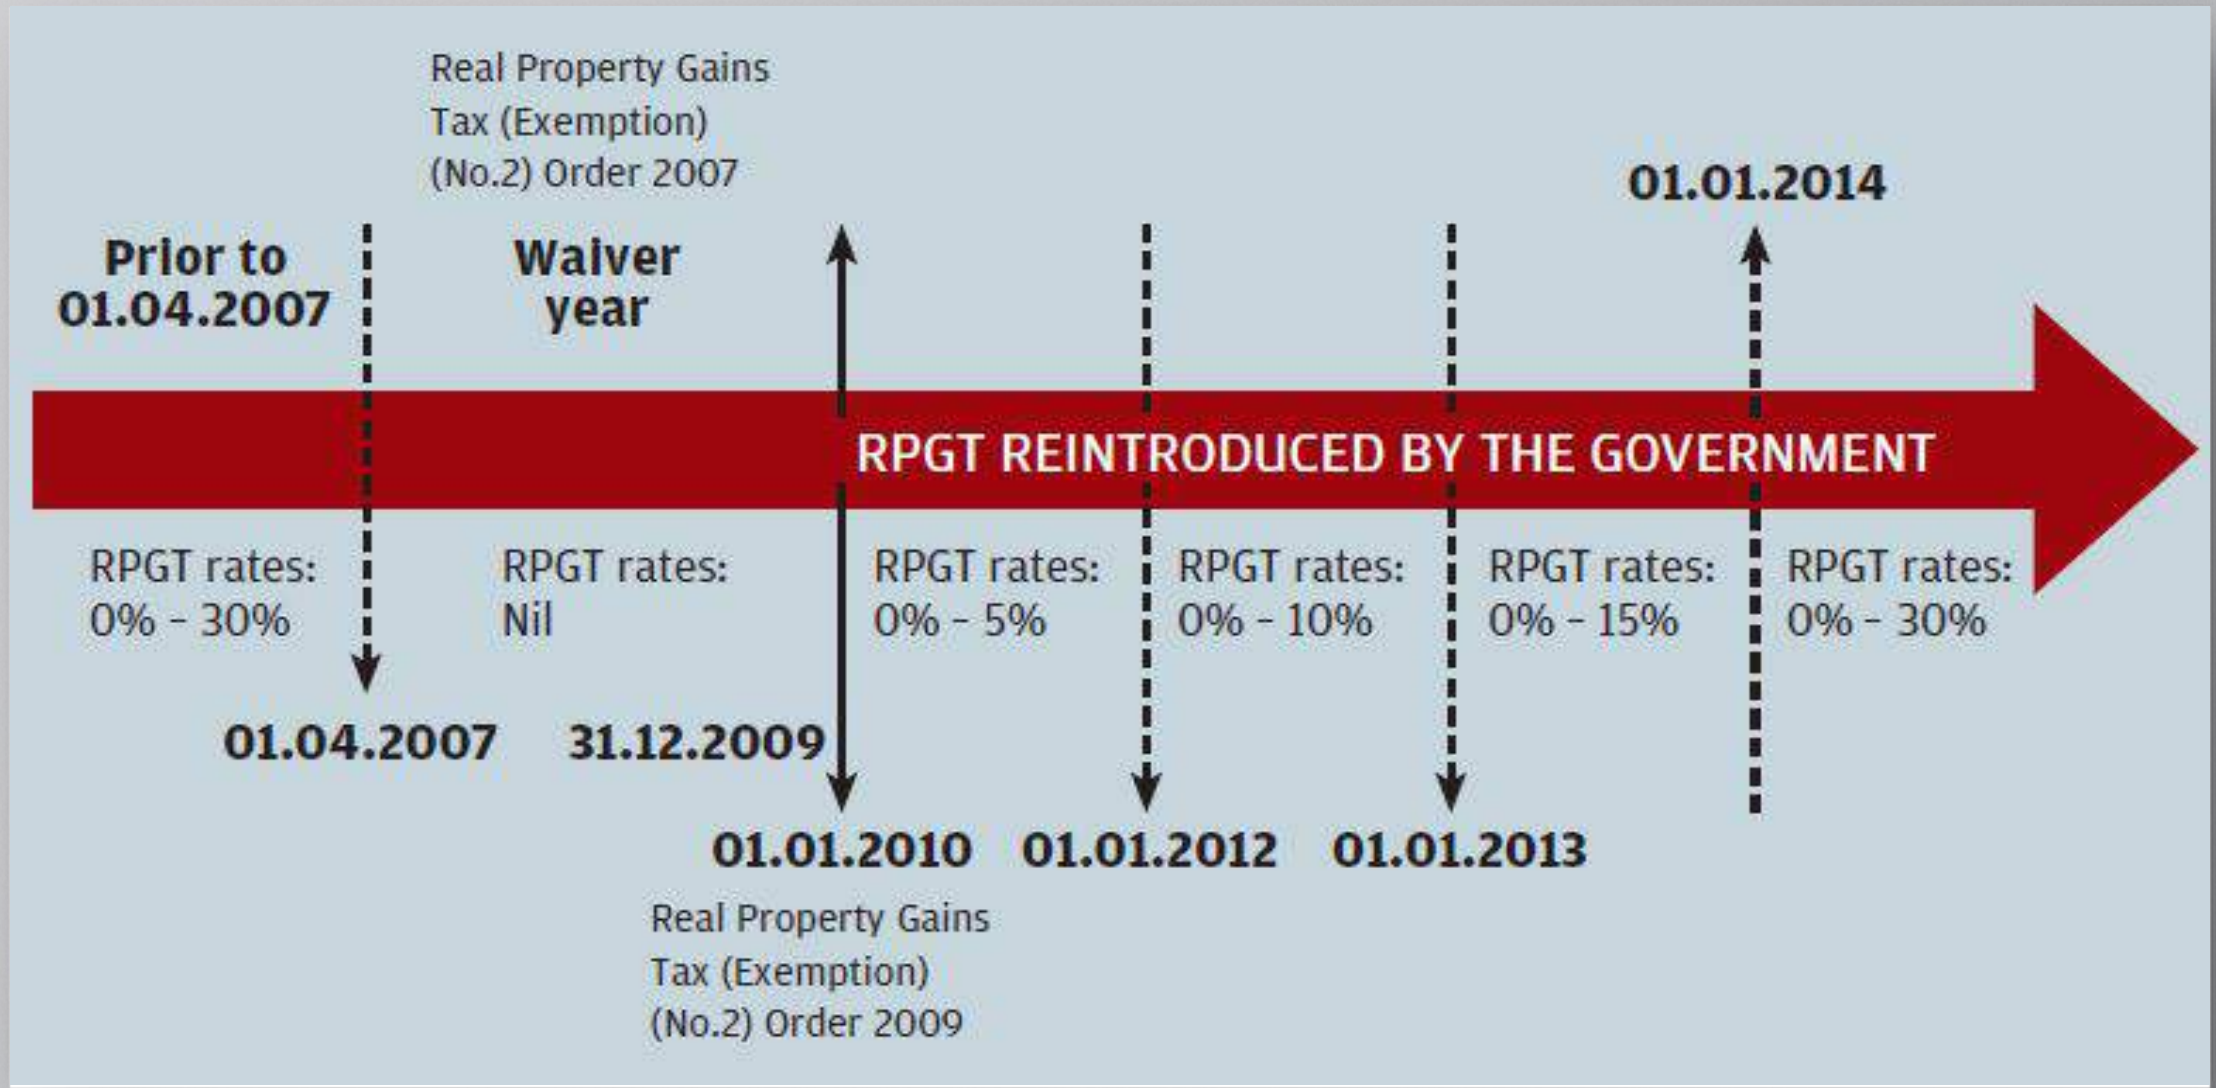 Real Property Gains
Tax (Exemption)
(No.2) Order 2007
01.01.2014
Prior to
01.04.2007
Waiver
year
RPGT REINTRODUCED BY THE GOVERNMENT
RPGT rates:
0% - 30%
RPGT rates:
Nil
RPGT rates:
0% - 5%
RPGT rates:
0% - 10%
RPGT rates:
0% - 15%
RPGT rates:
0% - 30%
01.04.2007
31.12.2009
01.01.2010
01.01.2012
01.01.2013
Real Property Gains
Tax (Exemption)
(No.2) Order 2009